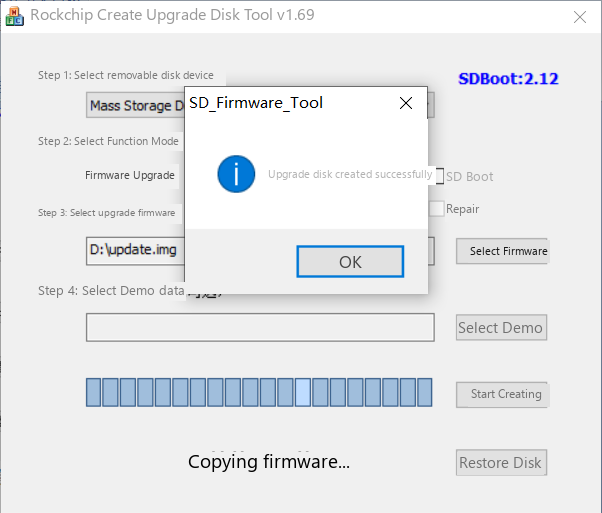 Rockchip Create Upgrade Disk Tool v1.69
Step 1: Select removable disk device
SDBoot:2.12
Mass Storage D
SD_Firmware_Tool
Step 2: Select Function Mode
Firmware Upgrade
Upgrade disk created successfully
SD Boot
Step 3: Select upgrade firmware
Repair
D:\update.img
Select Firmware
OK
Step 4: Select Demo data
Select Demo
Start Creating
Copying firmware...
Restore Disk